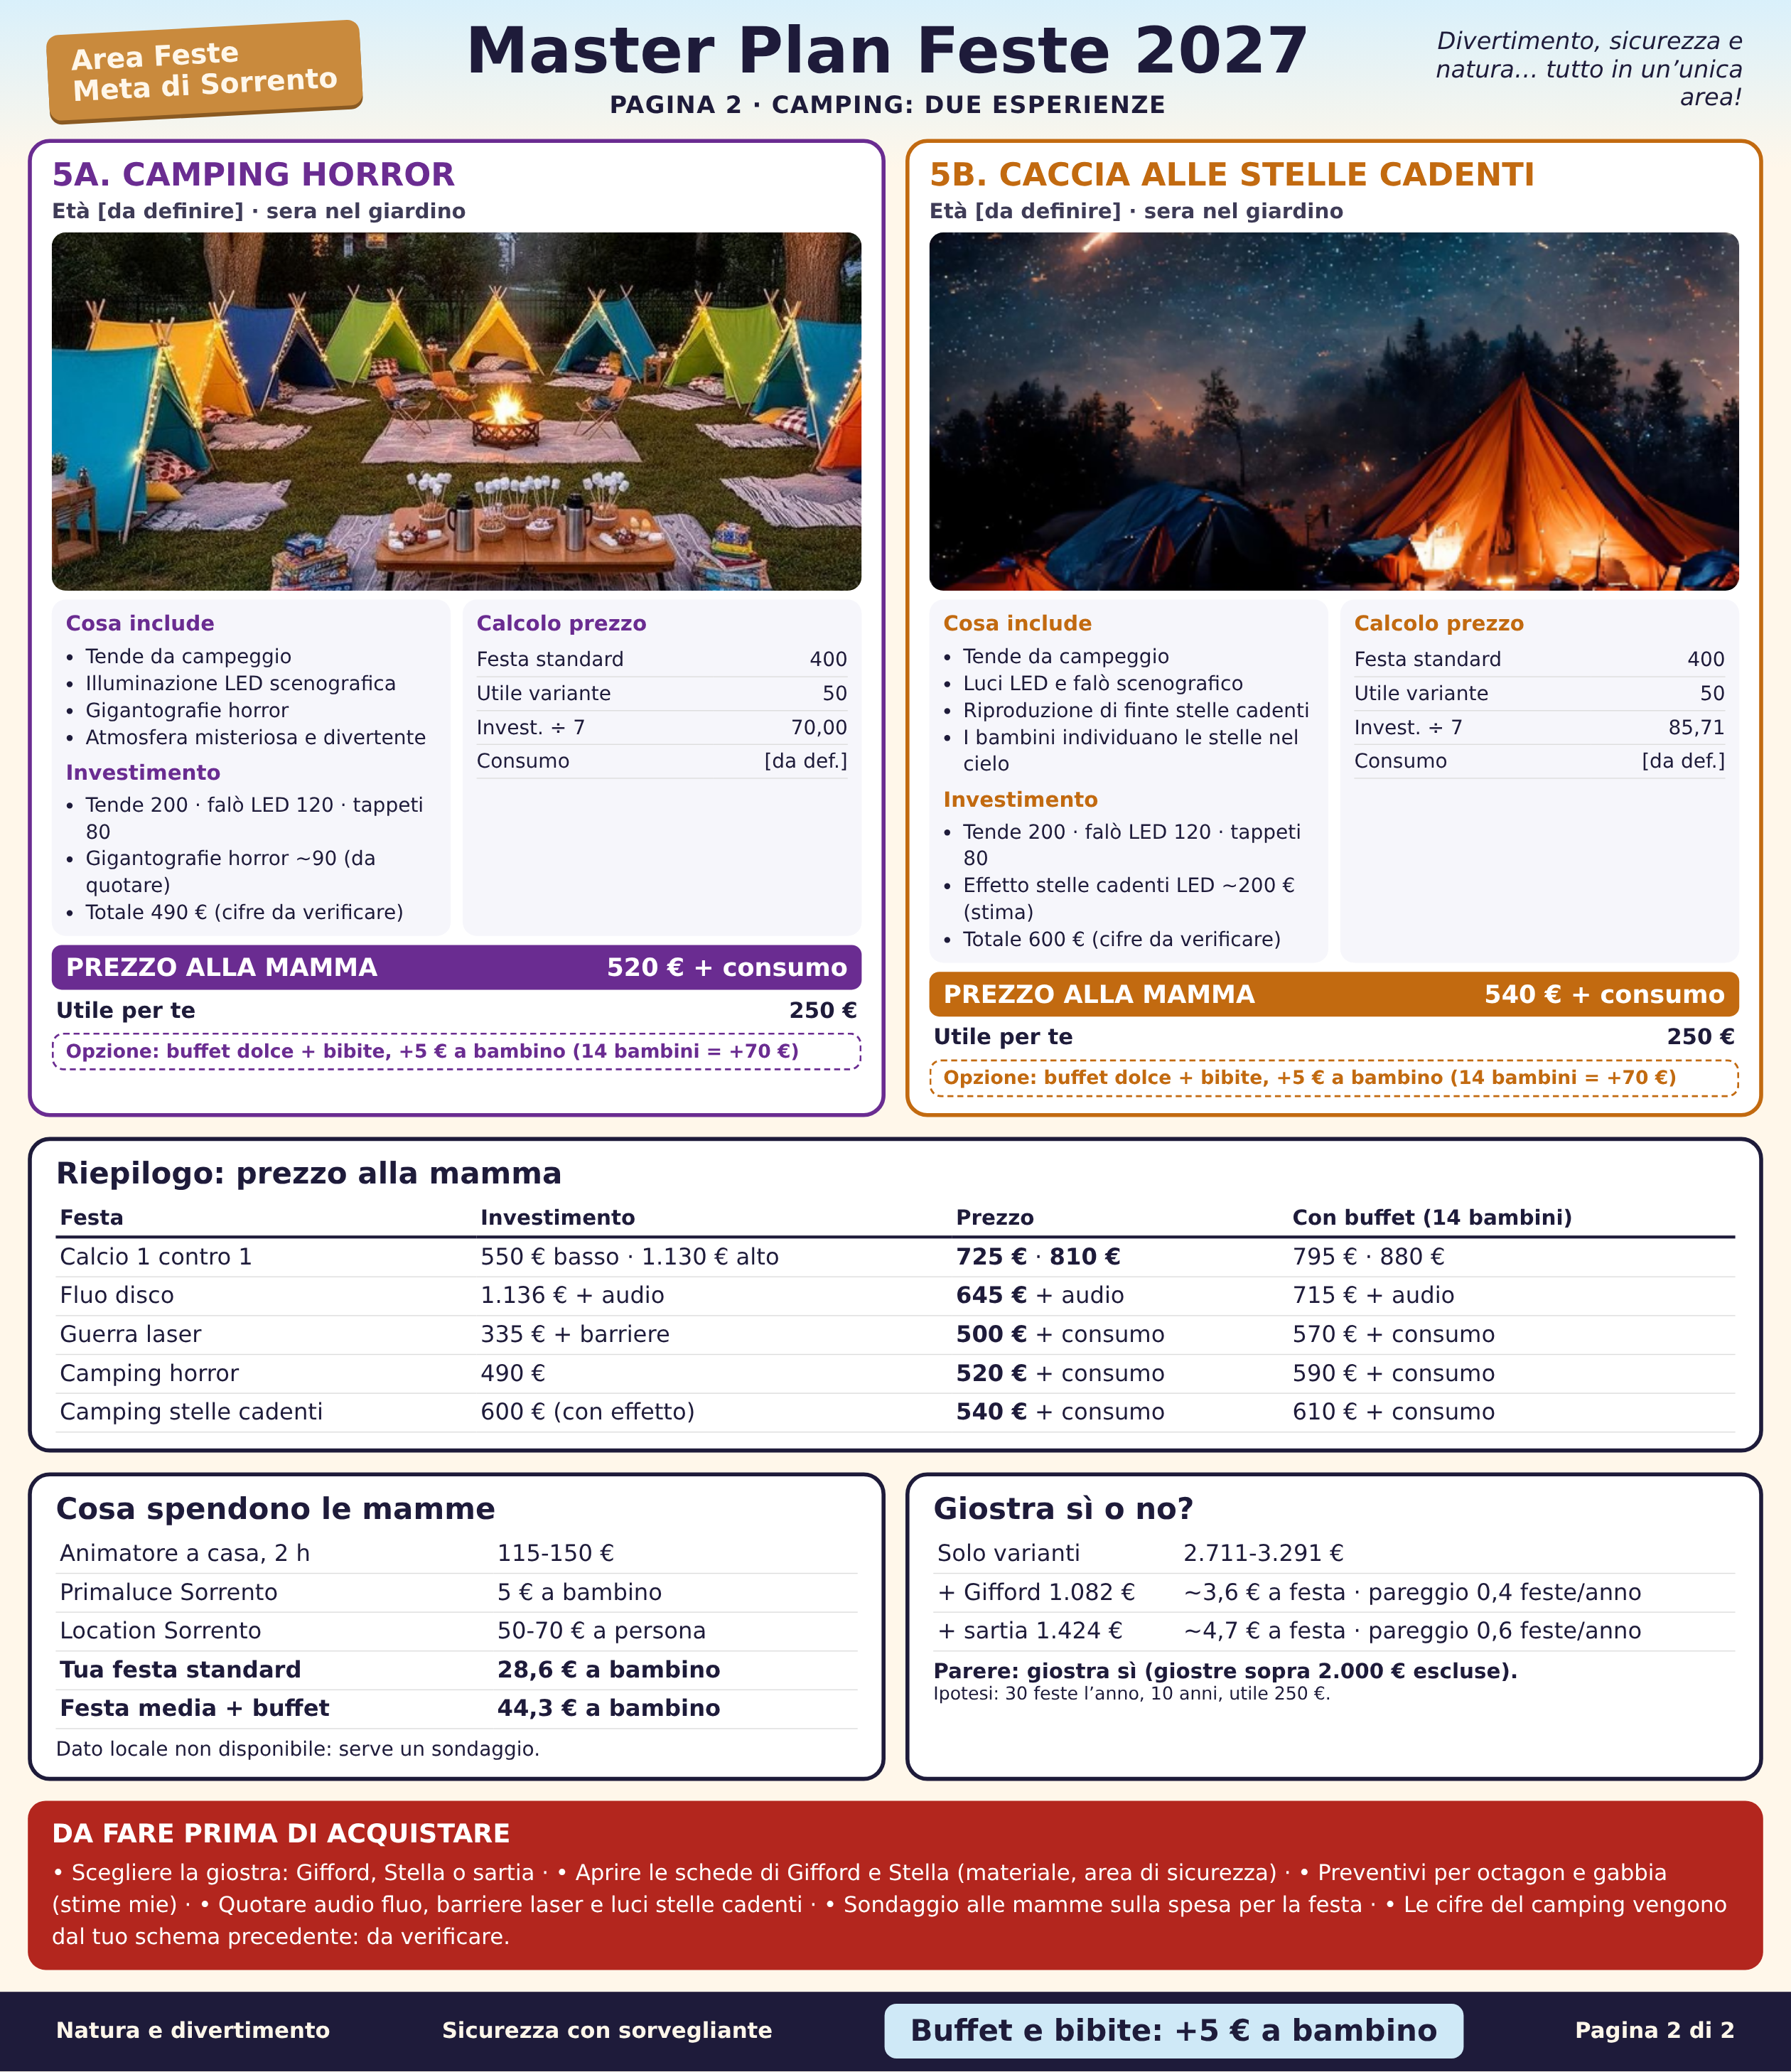 Area Feste
Meta di Sorrento
Master Plan Feste 2027
PAGINA 2 · CAMPING: DUE ESPERIENZE
Divertimento, sicurezza e
natura… tutto in un’unica
area!
5A. CAMPING HORROR
Età [da definire] · sera nel giardino
Cosa include
• Tende da campeggio
• Illuminazione LED scenografica
• Gigantografie horror
• Atmosfera misteriosa e divertente
Investimento
• Tende 200 · falò LED 120 · tappeti
80
• Gigantografie horror ~90 (da
quotare)
• Totale 490 € (cifre da verificare)
Calcolo prezzo
Festa standard 400
Utile variante 50
Invest. ÷ 7 70,00
Consumo [da def.]
PREZZO ALLA MAMMA 520 € + consumo
Utile per te 250 €
Opzione: buffet dolce + bibite, +5 € a bambino (14 bambini = +70 €)
5B. CACCIA ALLE STELLE CADENTI
Età [da definire] · sera nel giardino
Cosa include
• Tende da campeggio
• Luci LED e falò scenografico
• Riproduzione di finte stelle cadenti
• I bambini individuano le stelle nel
cielo
Investimento
• Tende 200 · falò LED 120 · tappeti
80
• Effetto stelle cadenti LED ~200 €
(stima)
• Totale 600 € (cifre da verificare)
Calcolo prezzo
Festa standard 400
Utile variante 50
Invest. ÷ 7 85,71
Consumo [da def.]
PREZZO ALLA MAMMA 540 € + consumo
Utile per te 250 €
Opzione: buffet dolce + bibite, +5 € a bambino (14 bambini = +70 €)
Riepilogo: prezzo alla mamma
Festa Investimento Prezzo Con buffet (14 bambini)
Calcio 1 contro 1 550 € basso · 1.130 € alto 725 € · 810 € 795 € · 880 €
Fluo disco 1.136 € + audio 645 € + audio 715 € + audio
Guerra laser 335 € + barriere 500 € + consumo 570 € + consumo
Camping horror 490 € 520 € + consumo 590 € + consumo
Camping stelle cadenti 600 € (con effetto) 540 € + consumo 610 € + consumo
Cosa spendono le mamme
Animatore a casa, 2 h 115-150 €
Primaluce Sorrento 5 € a bambino
Location Sorrento 50-70 € a persona
Tua festa standard 28,6 € a bambino
Festa media + buffet 44,3 € a bambino
Dato locale non disponibile: serve un sondaggio.
Giostra sì o no?
Solo varianti 2.711-3.291 €
+ Gifford 1.082 € ~3,6 € a festa · pareggio 0,4 feste/anno
+ sartia 1.424 € ~4,7 € a festa · pareggio 0,6 feste/anno
Parere: giostra sì (giostre sopra 2.000 € escluse).
Ipotesi: 30 feste l’anno, 10 anni, utile 250 €.
DA FARE PRIMA DI ACQUISTARE
• Scegliere la giostra: Gifford, Stella o sartia · • Aprire le schede di Gifford e Stella (materiale, area di sicurezza) · • Preventivi per octagon e gabbia
(stime mie) · • Quotare audio fluo, barriere laser e luci stelle cadenti · • Sondaggio alle mamme sulla spesa per la festa · • Le cifre del camping vengono
dal tuo schema precedente: da verificare.
Natura e divertimento Sicurezza con sorvegliante Buffet e bibite: +5 € a bambino Pagina 2 di 2